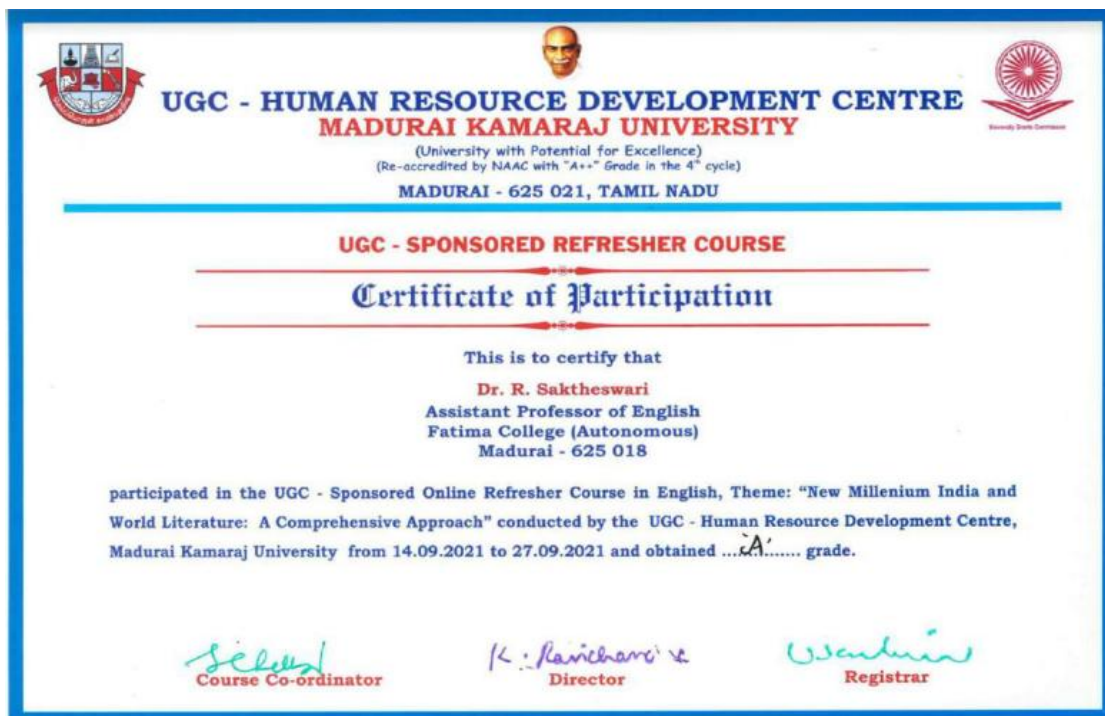 UGC - HUMAN RESOURCE DEVELOPMENT CENTRE
MADURAI KAMARAJ UNIVERSITY
(University with Potential for Excellence)
(Re-accredited by NAAC with "A++" Grade in the 4th cycle)
MADURAI - 625 021, TAMIL NADU
University Grants Commission
UGC - SPONSORED REFRESHER COURSE
Certificate of Participation
This is to certify that
Dr. R. Saktheswari
Assistant Professor of English
Fatima College (Autonomous)
Madurai - 625 018
participated in the UGC - Sponsored Online Refresher Course in English, Theme: “New Millenium India and
World Literature: A Comprehensive Approach” conducted by the UGC - Human Resource Development Centre,
Madurai Kamaraj University from 14.09.2021 to 27.09.2021 and obtained ....'A'....... grade.
Course Co-ordinator
Director
Registrar